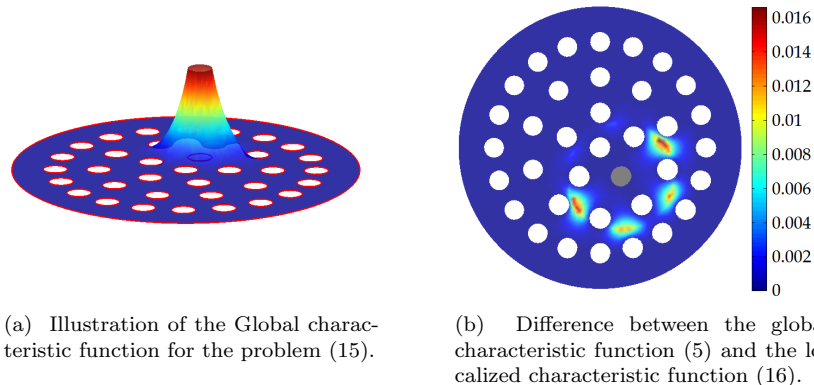 0.016
0.014
0.012
0.010
0.008
0.006
0.004
0.002
0
(a) Illustration of the Global charac-
teristic function for the problem (15).
(b) Difference between the globa
characteristic function (5) and the lo
calized characteristic function (16).